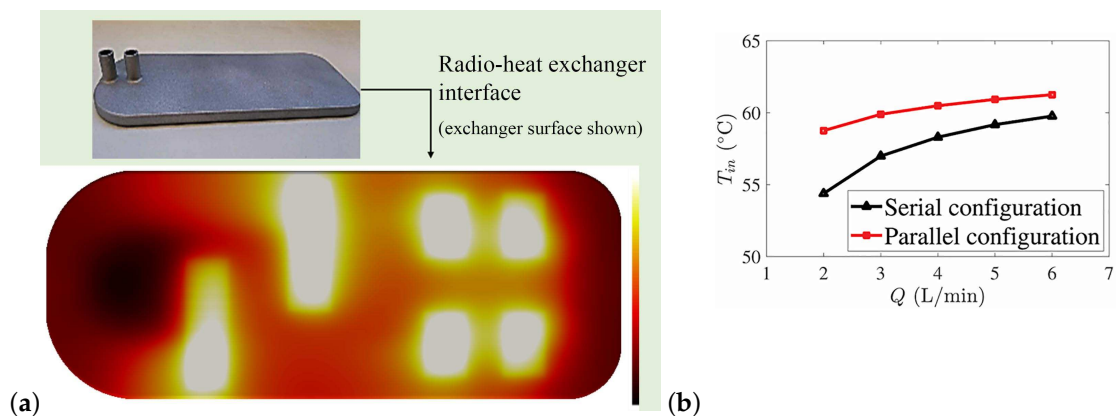 Radio-heat exchanger
interface
(exchanger surface shown)
(a)
65
60
55
50
T_in (°C)
1 2 3 4 5 6 7
Q (L/min)
Serial configuration
Parallel configuration
(b)